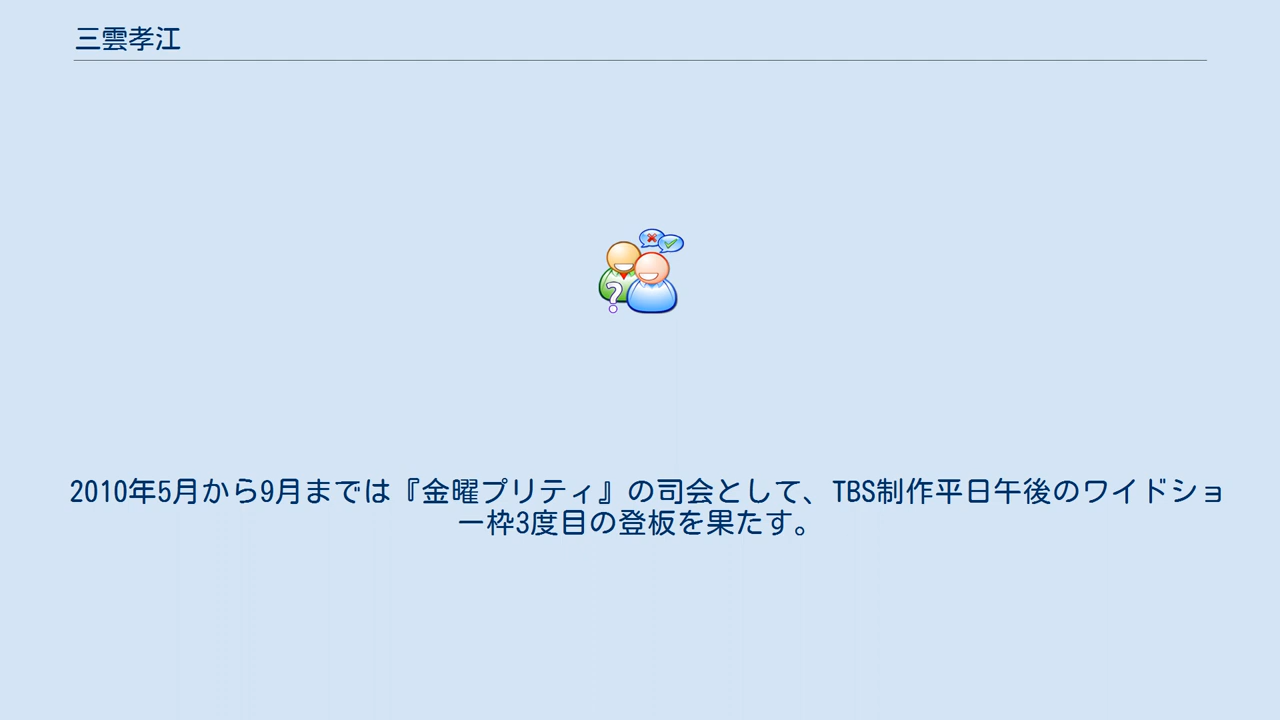 三雲孝江
2010年5月から9月までは『金曜プリティ』の司会として、TBS制作平日午後のワイドショ
ー枠3度目の登板を果たす。